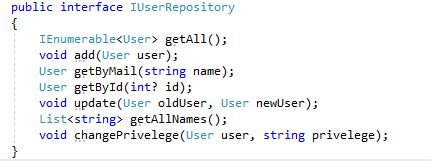 public interface IUserRepository
{
    IEnumerable<User> getAll();
    void add(User user);
    User getByMail(string name);
    User getById(int? id);
    void update(User oldUser, User newUser);
    List<string> getAllNames();
    void changePrivelege(User user, string privelege);
}